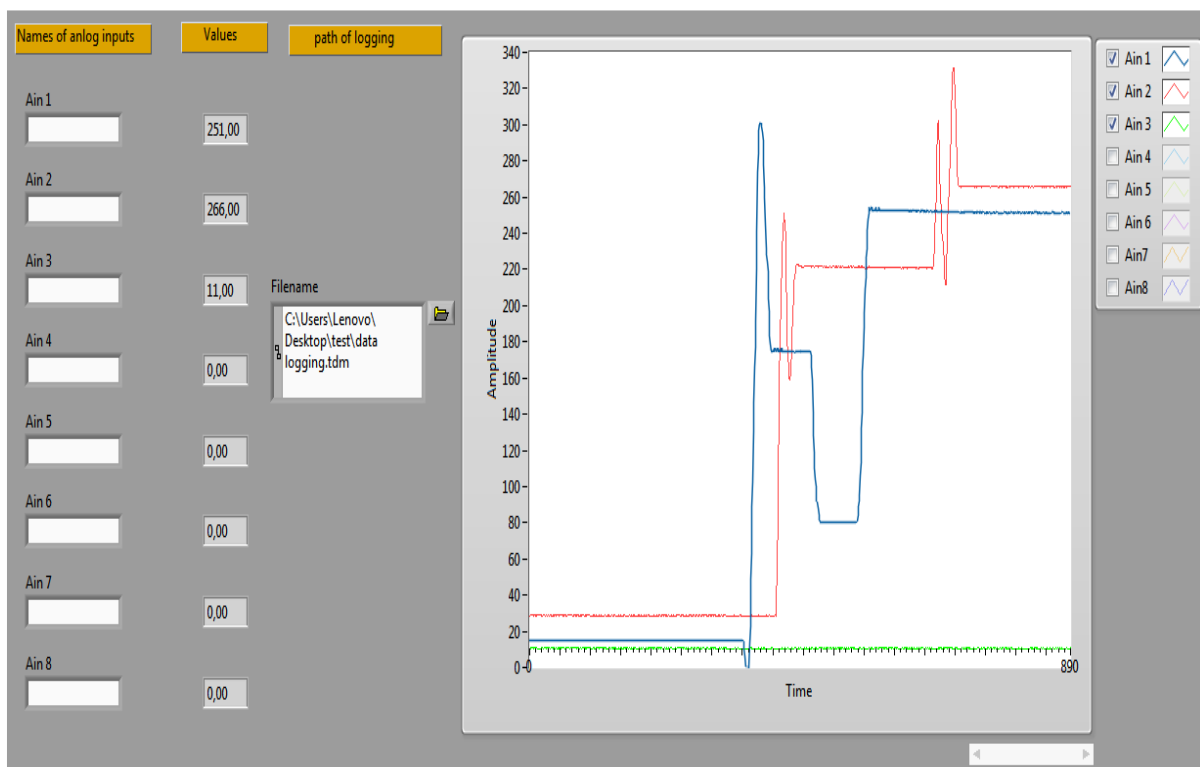 Names of anlog inputs
Values
path of logging
Ain 1
251,00
Ain 2
266,00
Ain 3
11,00
Ain 4
0,00
Ain 5
0,00
Ain 6
0,00
Ain 7
0,00
Ain 8
0,00
Filename
C:\Users\Lenovo\
Desktop\test\data
logging.tdm
Amplitude
340
320
300
280
260
240
220
200
180
160
140
120
100
80
60
40
20
0
0
890
Time
Ain 1
Ain 2
Ain 3
Ain 4
Ain 5
Ain 6
Ain7
Ain8